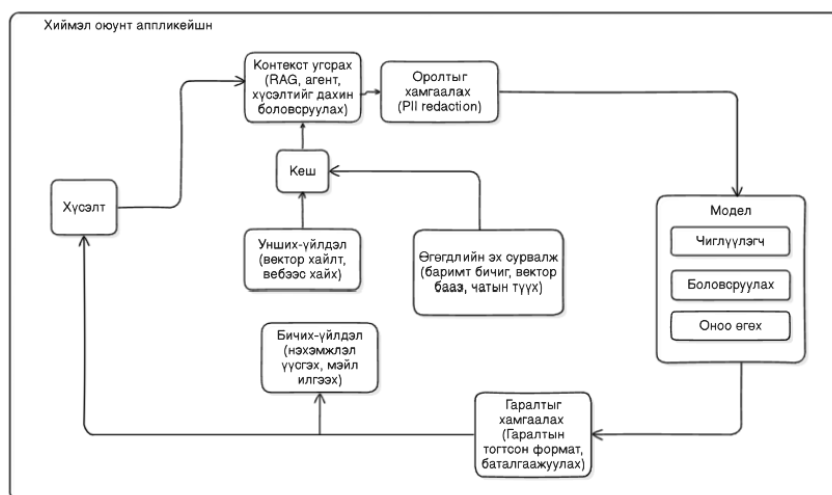 Хиймэл оюунт аппликейшн
Контекст угсрах
(RAG, агент,
хүсэлтийг дахин
боловсруулах)
Оролтыг
хамгаалах
(PII redaction)
Кеш
Хүсэлт
Унших-үйлдэл
(вектор хайлт,
вебээс хайх)
Өгөгдлийн эх сурвалж
(баримт бичиг, вектор
бааз, чатын түүх)
Модел
Чиглүүлэгч
Боловсруулах
Оноо өгөх
Бичих-үйлдэл
(нэхэмжлэл
үүсгэх, мэйл
илгээх)
Гаралтыг
хамгаалах
(Гаралтын
тогтсон формат,
баталгаажуулах)